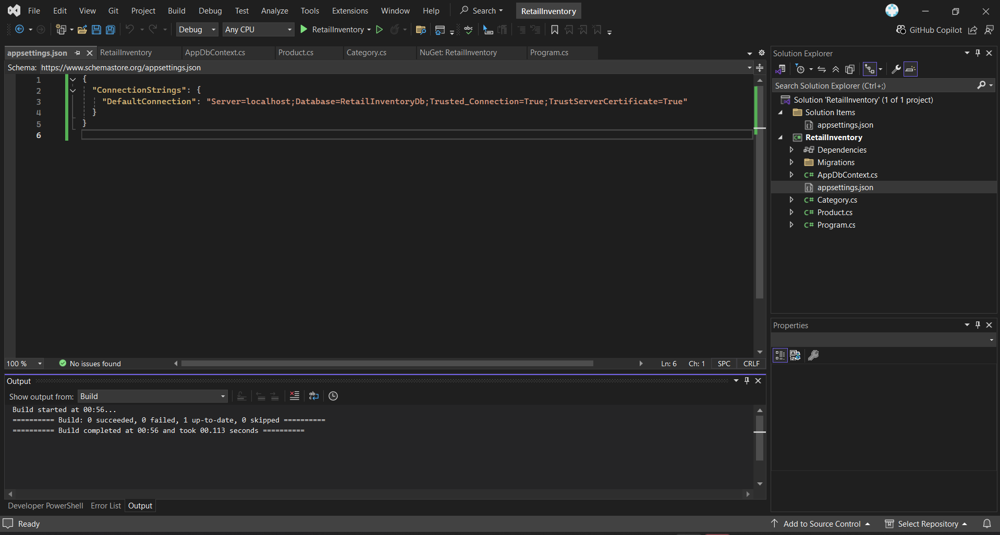 File Edit View Git Project Build Debug Test Analyze Tools Extensions Window Help Search RetailInventory
Debug Any CPU RetailInventory GitHub Copilot
appsettings.json RetailInventory AppDbContext.cs Product.cs Category.cs NuGet: RetailInventory Program.cs
Schema: https://www.schemastore.org/appsettings.json
1 {
2 "ConnectionStrings": {
3 "DefaultConnection": "Server=localhost;Database=RetailInventoryDb;Trusted_Connection=True;TrustServerCertificate=True"
4 }
5 }
6
100 % No issues found Ln: 6 Ch: 1 SPC CRLF
Output
Show output from: Build
Build started at 00:56...
========== Build: 0 succeeded, 0 failed, 1 up-to-date, 0 skipped ==========
========== Build completed at 00:56 and took 00.113 seconds ==========
Developer PowerShell Error List Output
Solution Explorer
Search Solution Explorer (Ctrl+;)
Solution 'RetailInventory' (1 of 1 project)
Solution Items
appsettings.json
RetailInventory
Dependencies
Migrations
C# AppDbContext.cs
appsettings.json
C# Category.cs
C# Product.cs
C# Program.cs
Properties
Ready Add to Source Control Select Repository